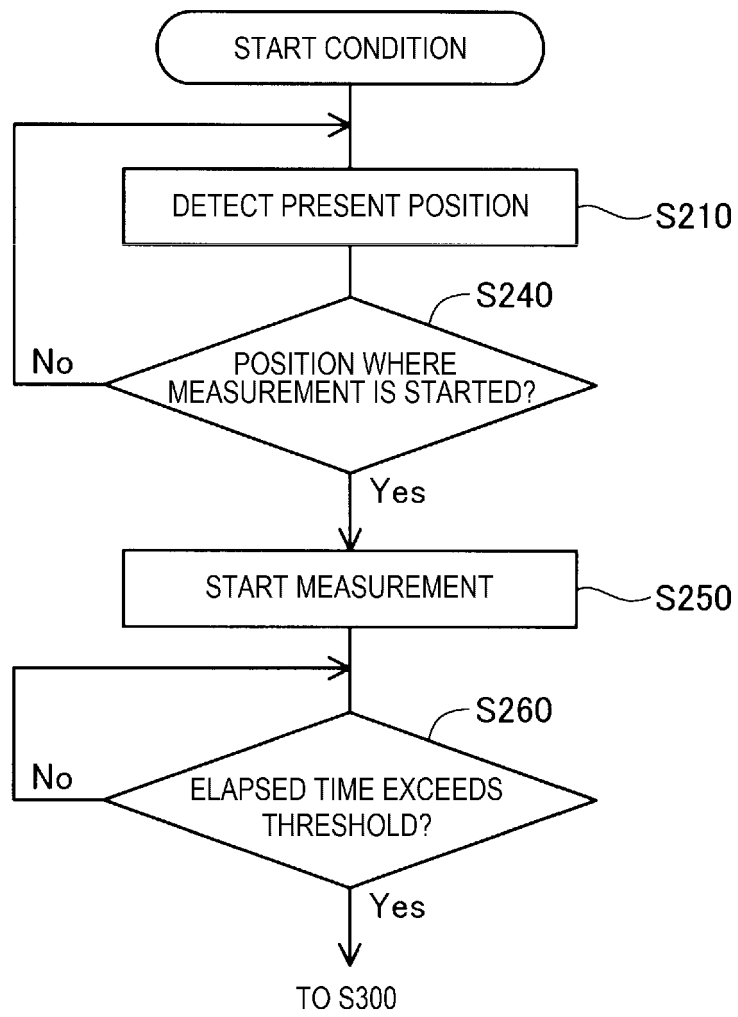 START CONDITION
DETECT PRESENT POSITION
S210
S240
No
POSITION WHERE
MEASUREMENT IS STARTED?
Yes
START MEASUREMENT
S250
S260
No
ELAPSED TIME EXCEEDS
THRESHOLD?
Yes
TO S300